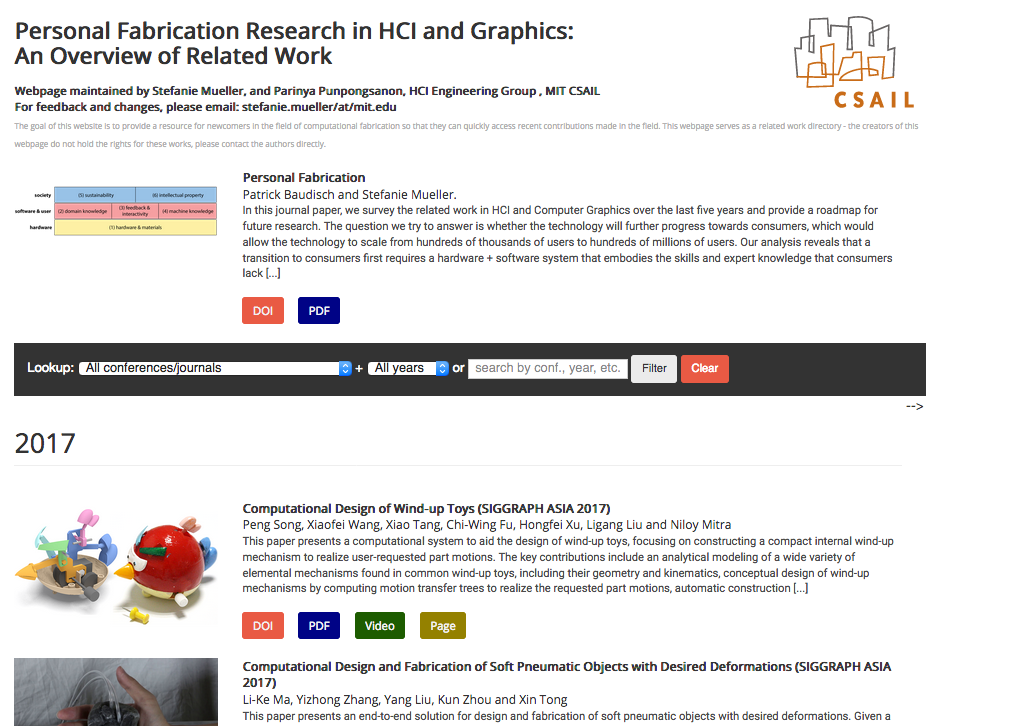 Personal Fabrication Research in HCI and Graphics:
An Overview of Related Work
CSAIL
Webpage maintained by Stefanie Mueller, and Parinya Punpongsanon, HCI Engineering Group , MIT CSAIL
For feedback and changes, please email: stefanie.mueller/at/mit.edu
The goal of this website is to provide a resource for newcomers in the field of computational fabrication so that they can quickly access recent contributions made in the field. This webpage serves as a related work directory - the creators of this
webpage do not hold the rights for these works, please contact the authors directly.
society
(5) sustainability
(6) intellectual property
software & user
(2) domain knowledge
(3) feedback &
interactivity
(4) machine knowledge
hardware
(1) hardware & materials
Personal Fabrication
Patrick Baudisch and Stefanie Mueller.
In this journal paper, we survey the related work in HCI and Computer Graphics over the last five years and provide a roadmap for
future research. The question we try to answer is whether the technology will further progress towards consumers, which would
allow the technology to scale from hundreds of thousands of users to hundreds of millions of users. Our analysis reveals that a
transition to consumers first requires a hardware + software system that embodies the skills and expert knowledge that consumers
lack [...]
DOI PDF
Lookup: All conferences/journals + All years or search by conf., year, etc. Filter Clear
-->
2017
Computational Design of Wind-up Toys (SIGGRAPH ASIA 2017)
Peng Song, Xiaofei Wang, Xiao Tang, Chi-Wing Fu, Hongfei Xu, Ligang Liu and Niloy Mitra
This paper presents a computational system to aid the design of wind-up toys, focusing on constructing a compact internal wind-up
mechanism to realize user-requested part motions. The key contributions include an analytical modeling of a wide variety of
elemental mechanisms found in common wind-up toys, including their geometry and kinematics, conceptual design of wind-up
mechanisms by computing motion transfer trees to realize the requested part motions, automatic construction [...]
DOI PDF Video Page
Computational Design and Fabrication of Soft Pneumatic Objects with Desired Deformations (SIGGRAPH ASIA
2017)
Li-Ke Ma, Yizhong Zhang, Yang Liu, Kun Zhou and Xin Tong
This paper presents an end-to-end solution for design and fabrication of soft pneumatic objects with desired deformations. Given a